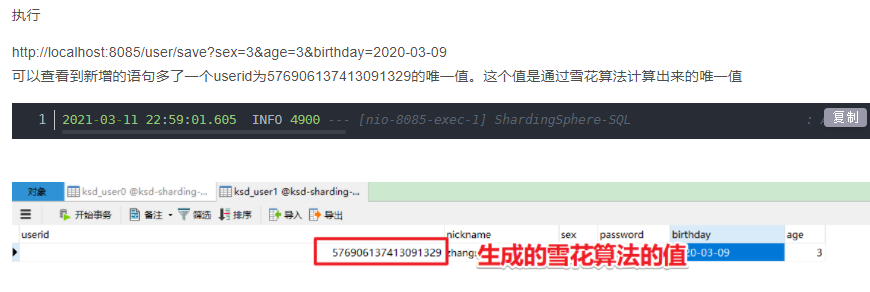 执行
http://localhost:8085/user/save?sex=3&age=3&birthday=2020-03-09
可以查看到新增的语句多了一个userid为576906137413091329的唯一值。这个值是通过雪花算法计算出来的唯一值
1 2021-03-11 22:59:01.605 INFO 4900 --- [nio-8085-exec-1] ShardingSphere-SQL : 复制
对象 ksd_user0 @ksd-sharding-... ksd_user1 @ksd-sharding-...
开始事务 备注 筛选 排序 导入 导出
userid nickname sex password birthday age
576906137413091329 生成的雪花算法的值 -03-09 3